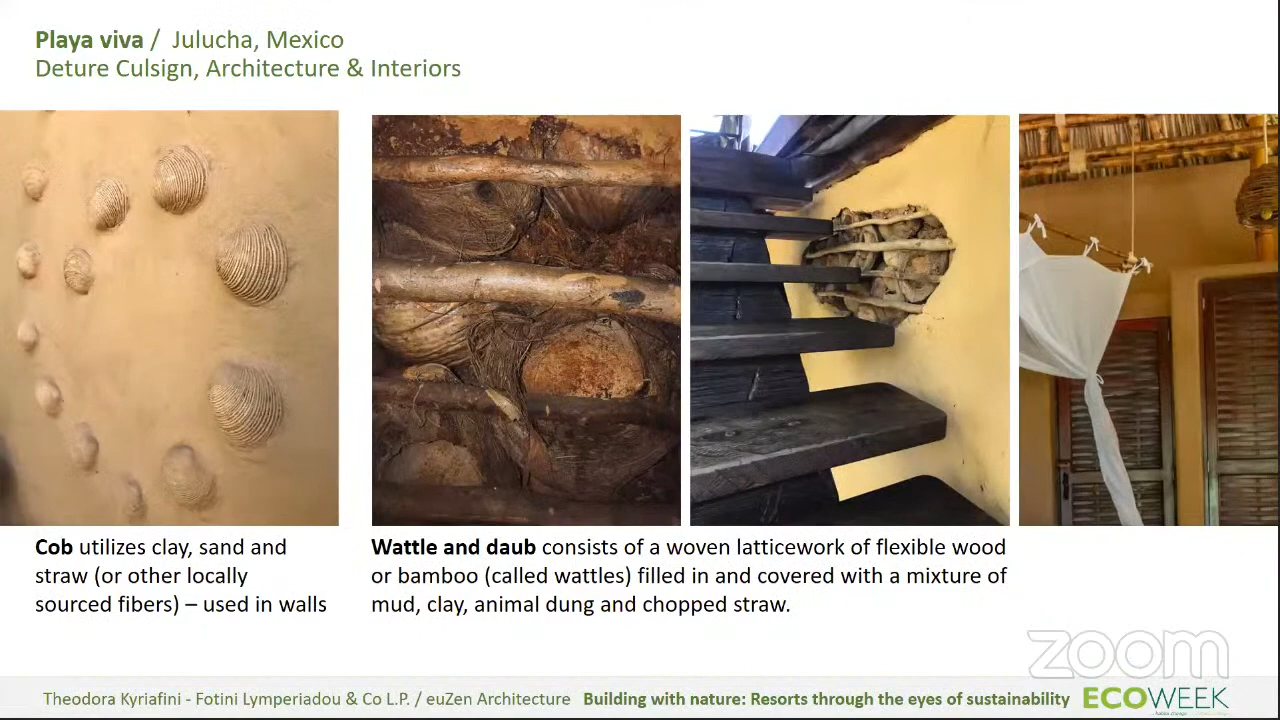 Playa viva / Julucha, Mexico
Deture Culsign, Architecture & Interiors
Cob utilizes clay, sand and
straw (or other locally
sourced fibers) – used in walls
Wattle and daub consists of a woven latticework of flexible wood
or bamboo (called wattles) filled in and covered with a mixture of
mud, clay, animal dung and chopped straw.
zoom
Theodora Kyriafini - Fotini Lymperiadou & Co L.P. / euZen Architecture Building with nature: Resorts through the eyes of sustainability ECOWEEK